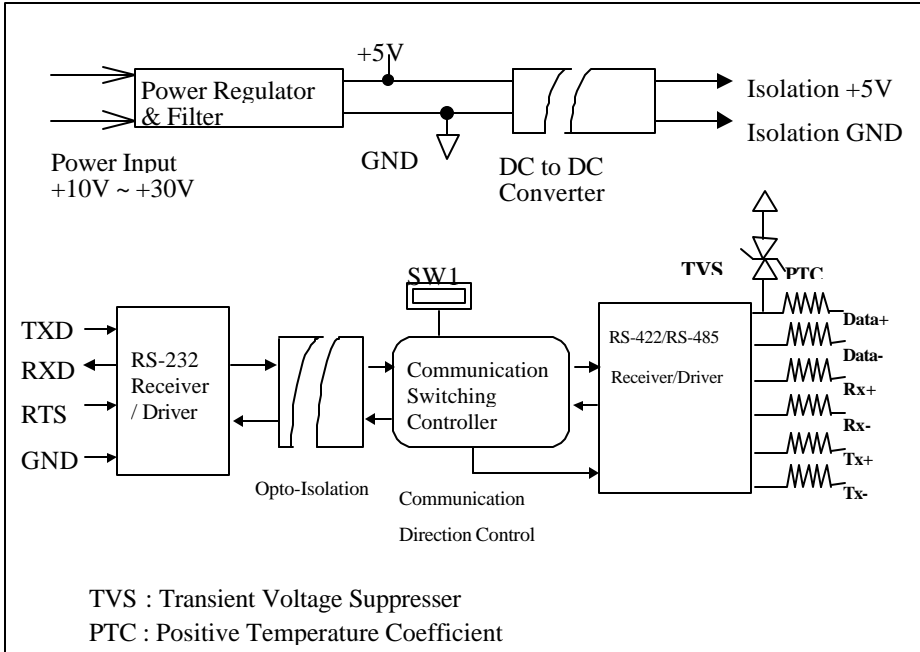 +5V
Power Regulator
& Filter
Isolation +5V
Isolation GND
GND
Power Input
+10V ~ +30V
DC to DC
Converter
TVS
PTC
SW1
TXD
RXD
RTS
GND
RS-232
Receiver
/ Driver
Opto-Isolation
Communication
Switching
Controller
Communication
Direction Control
RS-422/RS-485
Receiver/Driver
Data+
Data-
Rx+
Rx-
Tx+
Tx-
TVS : Transient Voltage Suppresser
PTC : Positive Temperature Coefficient